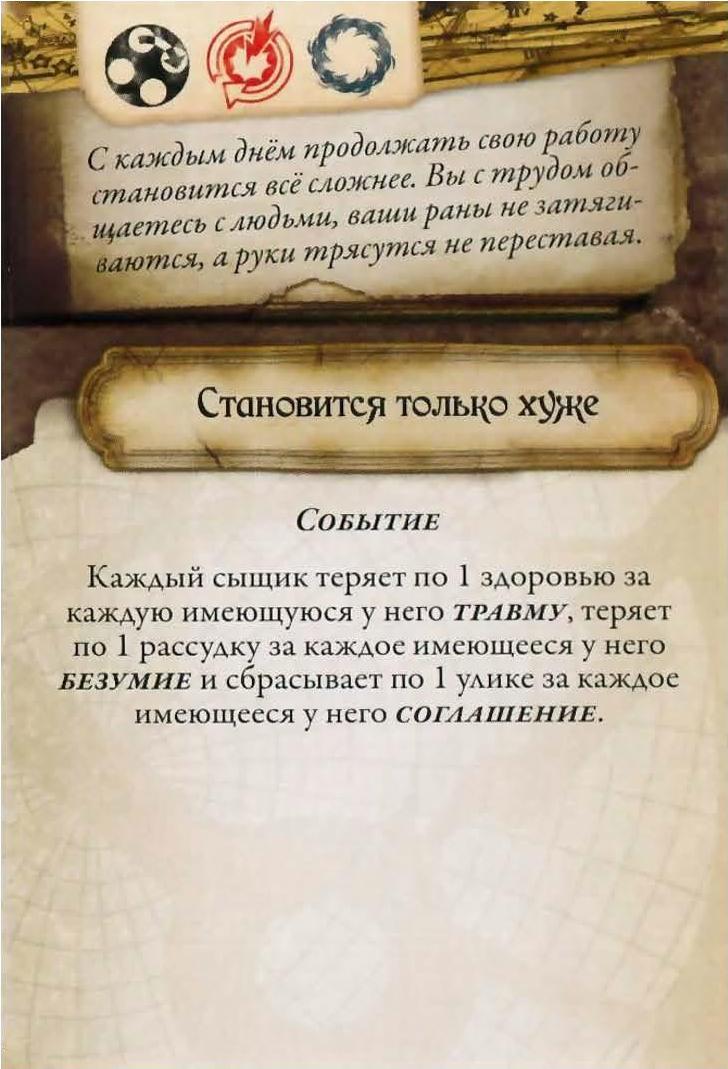 С каждым днём продолжать свою работу
становится всё сложнее. Вы с трудом об-
щаетесь с людьми, ваши раны не затяги-
ваются, а руки трясутся не переставая.
Становится только хуже
Событие
Каждый сыщик теряет по 1 здоровью за
каждую имеющуюся у него ТРАВМУ, теряет
по 1 рассудку за каждое имеющееся у него
БЕЗУМИЕ и сбрасывает по 1 улике за каждое
имеющееся у него СОГЛАШЕНИЕ.